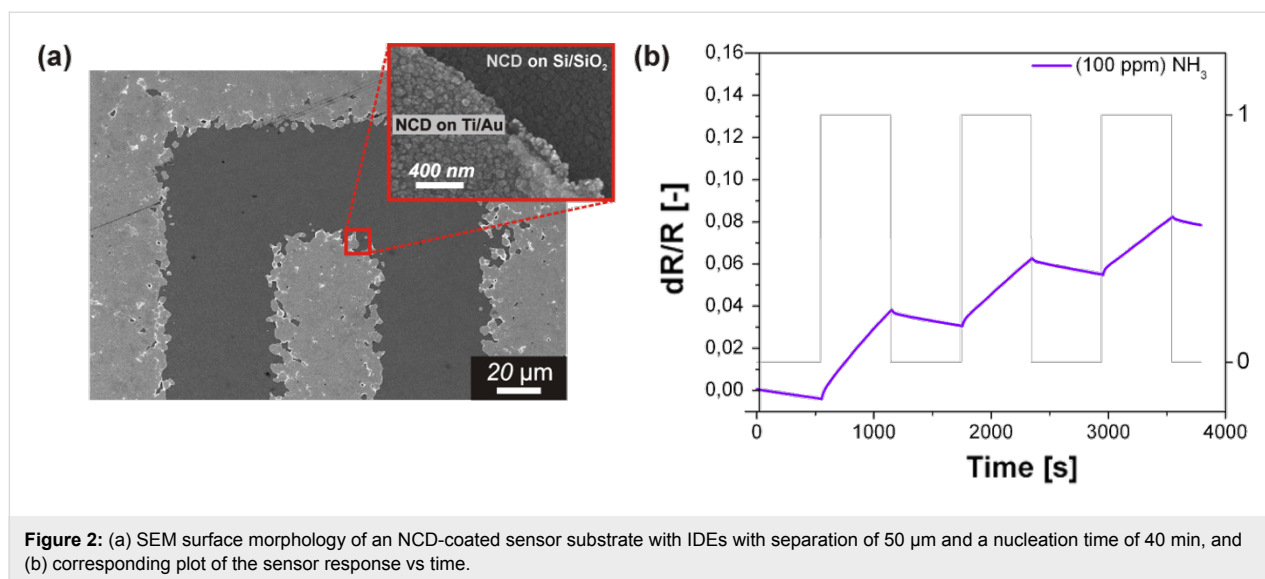 (a)
NCD on Si/SiO₂
NCD on Ti/Au
400 nm
20 µm
(b)
0,16
0,14
0,12
0,10
0,08
0,06
0,04
0,02
0,00
dR/R [-]
(100 ppm) NH₃
1
0
0 1000 2000 3000 4000
Time [s]
Figure 2: (a) SEM surface morphology of an NCD-coated sensor substrate with IDEs with separation of 50 µm and a nucleation time of 40 min, and
(b) corresponding plot of the sensor response vs time.